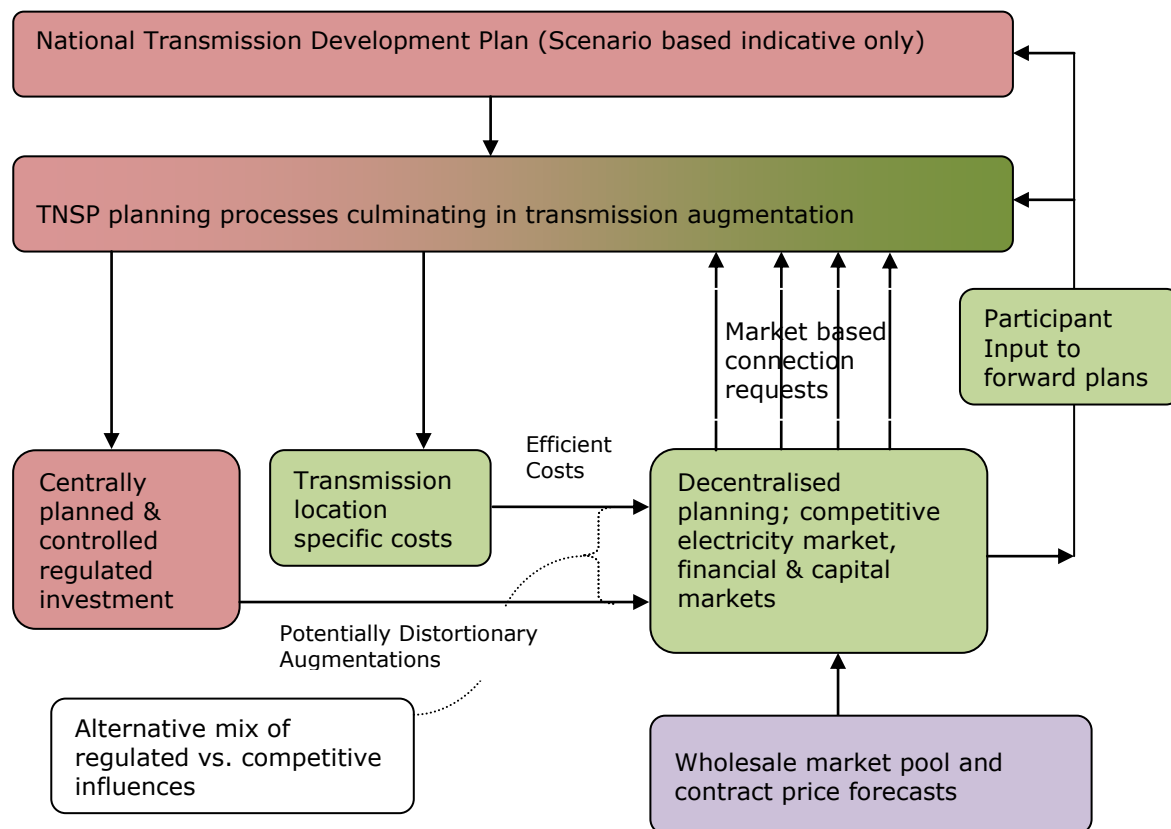 National Transmission Development Plan (Scenario based indicative only)
TNSP planning processes culminating in transmission augmentation
Participant
Input to
forward plans
Market based
connection
requests
Efficient
Costs
Centrally
planned &
controlled
regulated
investment
Transmission
location
specific costs
Decentralised
planning; competitive
electricity market,
financial & capital
markets
Potentially Distortionary
Augmentations
Alternative mix of
regulated vs. competitive
influences
Wholesale market pool and
contract price forecasts